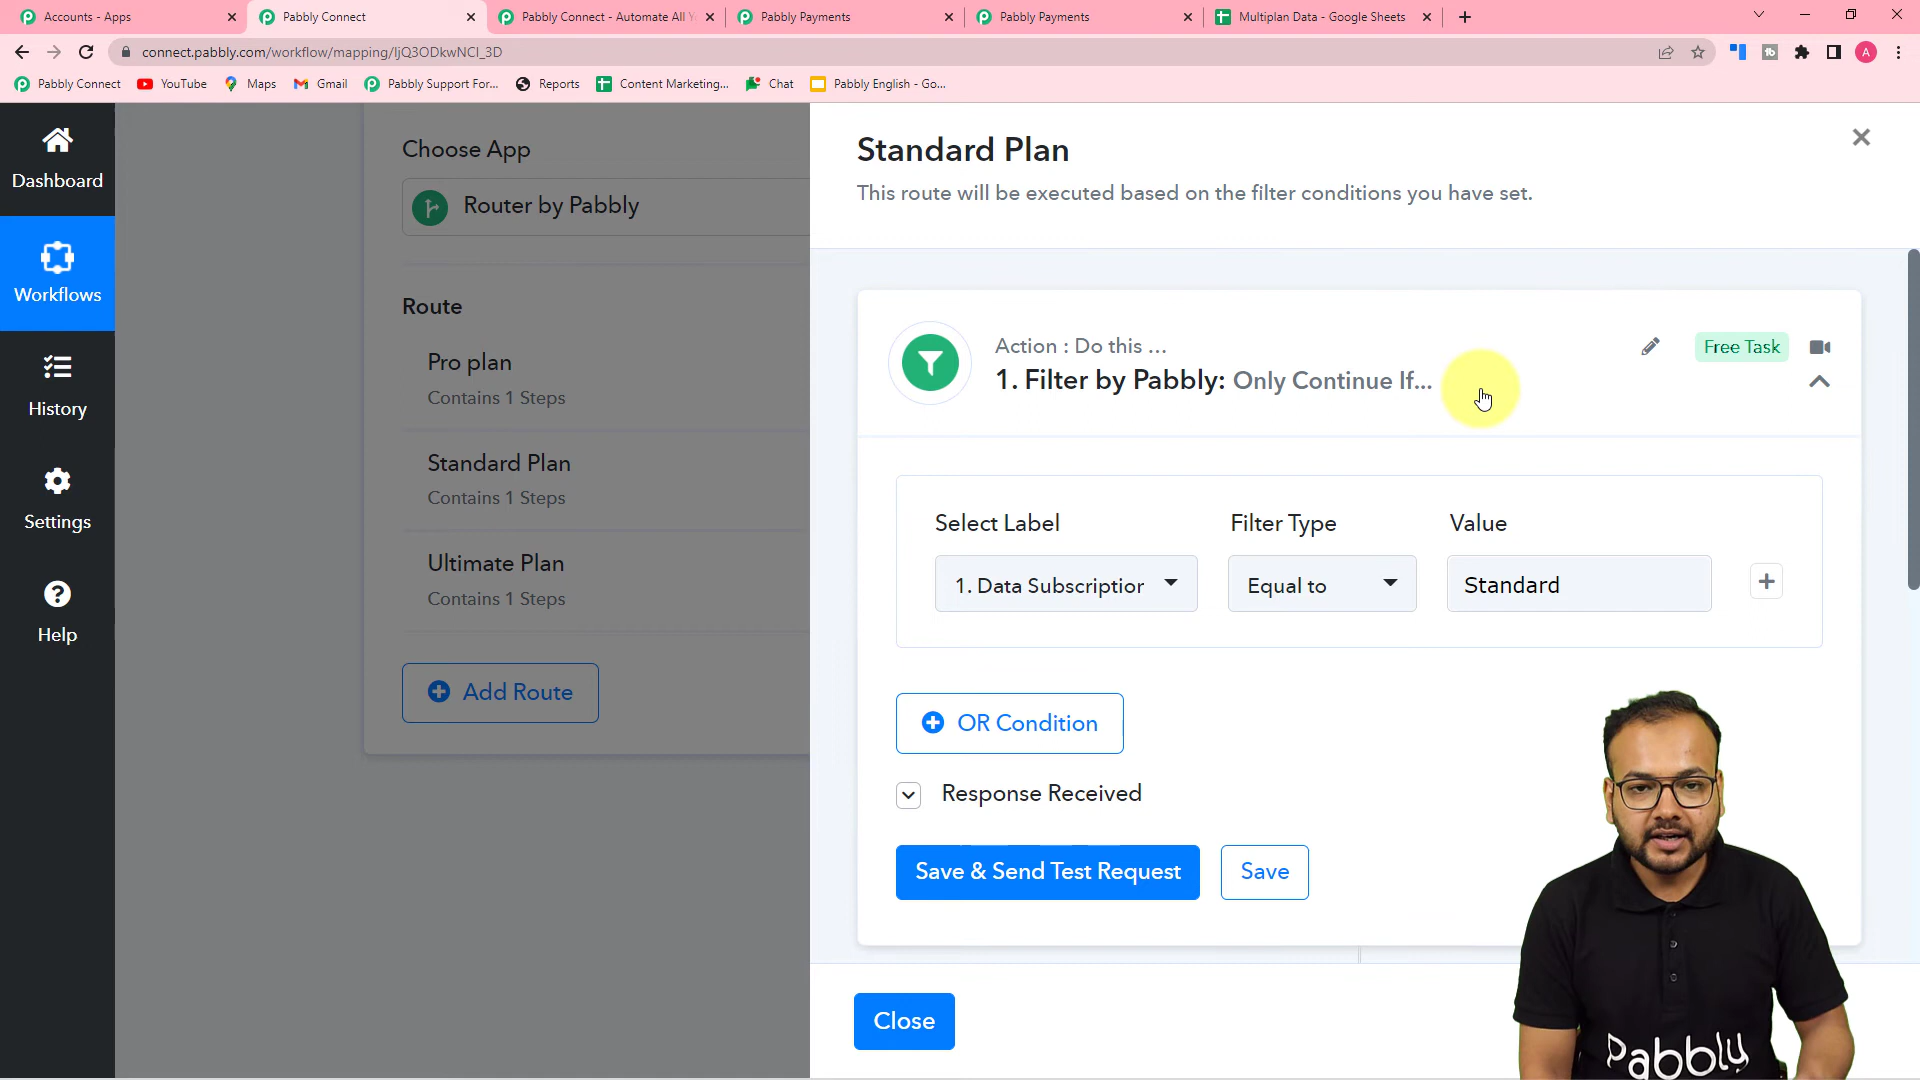 Accounts - Apps
Pabbly Connect
Pabbly Connect - Automate All Y
Pabbly Payments
Pabbly Payments
Multiplan Data - Google Sheets
connect.pabbly.com/workflow/mapping/IjQ3ODkwNCI_3D
A
Pabbly Connect
YouTube
Maps
Gmail
Pabbly Support For...
Reports
Content Marketing...
Chat
Pabbly English - Go...
Dashboard
Workflows
History
Settings
Help
Choose App
Router by Pabbly
Route
Pro plan
Contains 1 Steps
Standard Plan
Contains 1 Steps
Ultimate Plan
Contains 1 Steps
Add Route
Standard Plan
This route will be executed based on the filter conditions you have set.
Action : Do this ...
1. Filter by Pabbly: Only Continue If...
Free Task
Select Label
Filter Type
Value
1. Data Subscription
Equal to
Standard
OR Condition
Response Received
Save & Send Test Request
Save
Close
Pabbly